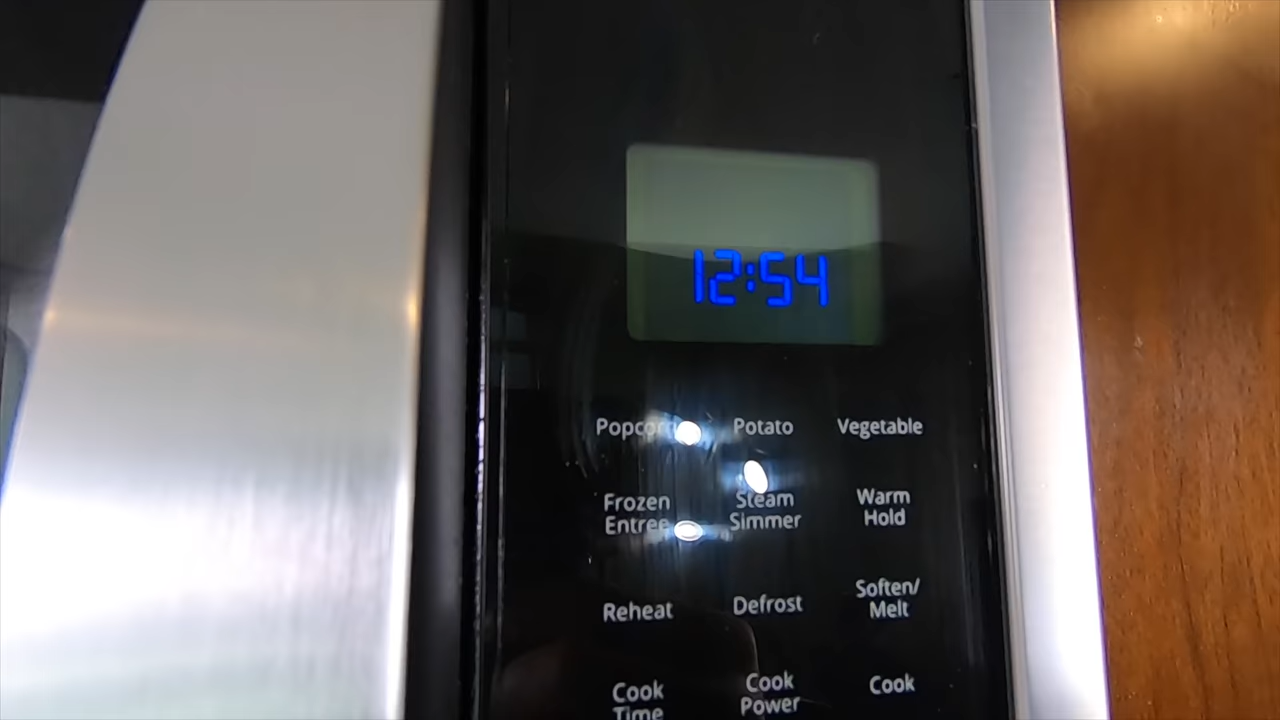 12:54
Popcorn Potato Vegetable
Frozen Entree
Steam Simmer
Warm Hold
Reheat Defrost
Soften/
Melt
Cook
Time
Cook
Power
Cook